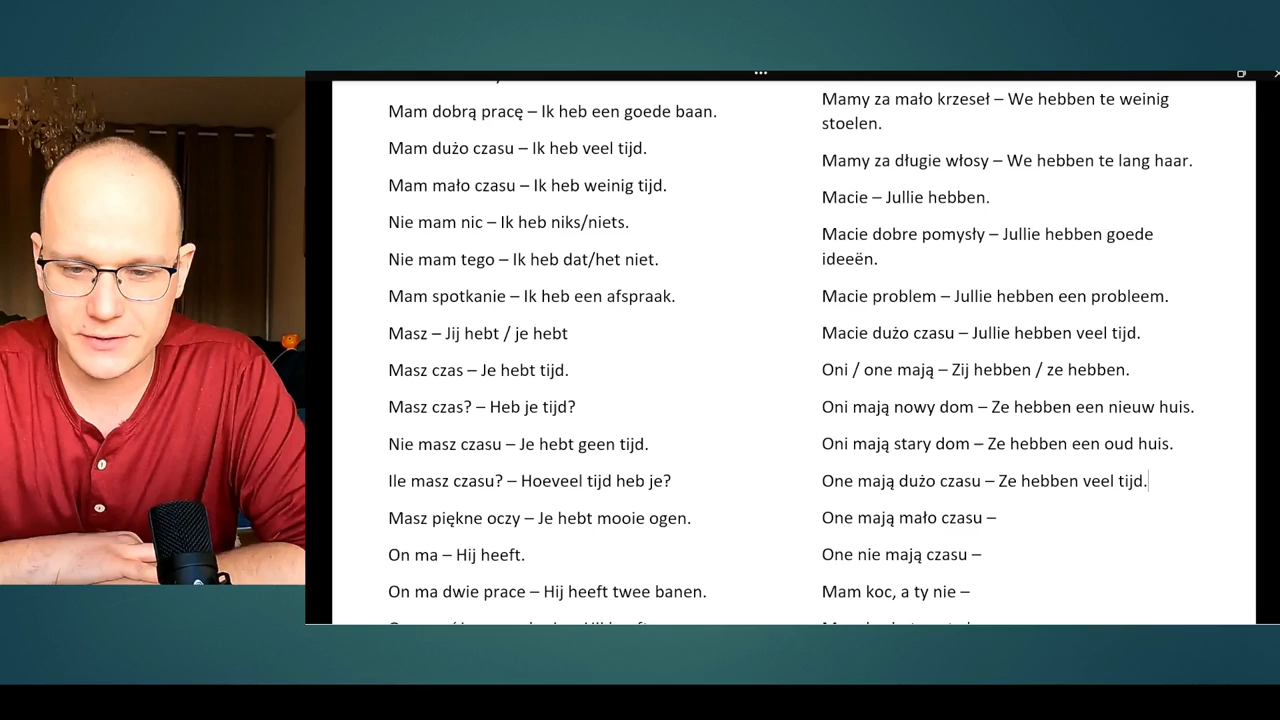 Mam dobrą pracę – Ik heb een goede baan.
Mam dużo czasu – Ik heb veel tijd.
Mam mało czasu – Ik heb weinig tijd.
Nie mam nic – Ik heb niks/niets.
Nie mam tego – Ik heb dat/het niet.
Mam spotkanie – Ik heb een afspraak.
Masz – Jij hebt / je hebt
Masz czas – Je hebt tijd.
Masz czas? – Heb je tijd?
Nie masz czasu – Je hebt geen tijd.
Ile masz czasu? – Hoeveel tijd heb je?
Masz piękne oczy – Je hebt mooie ogen.
On ma – Hij heeft.
On ma dwie prace – Hij heeft twee banen.
Mamy za mało krzeseł – We hebben te weinig
stoelen.
Mamy za długie włosy – We hebben te lang haar.
Macie – Jullie hebben.
Macie dobre pomysły – Jullie hebben goede
ideeën.
Macie problem – Jullie hebben een probleem.
Macie dużo czasu – Jullie hebben veel tijd.
Oni / one mają – Zij hebben / ze hebben.
Oni mają nowy dom – Ze hebben een nieuw huis.
Oni mają stary dom – Ze hebben een oud huis.
One mają dużo czasu – Ze hebben veel tijd.
One mają mało czasu –
One nie mają czasu –
Mam koc, a ty nie –